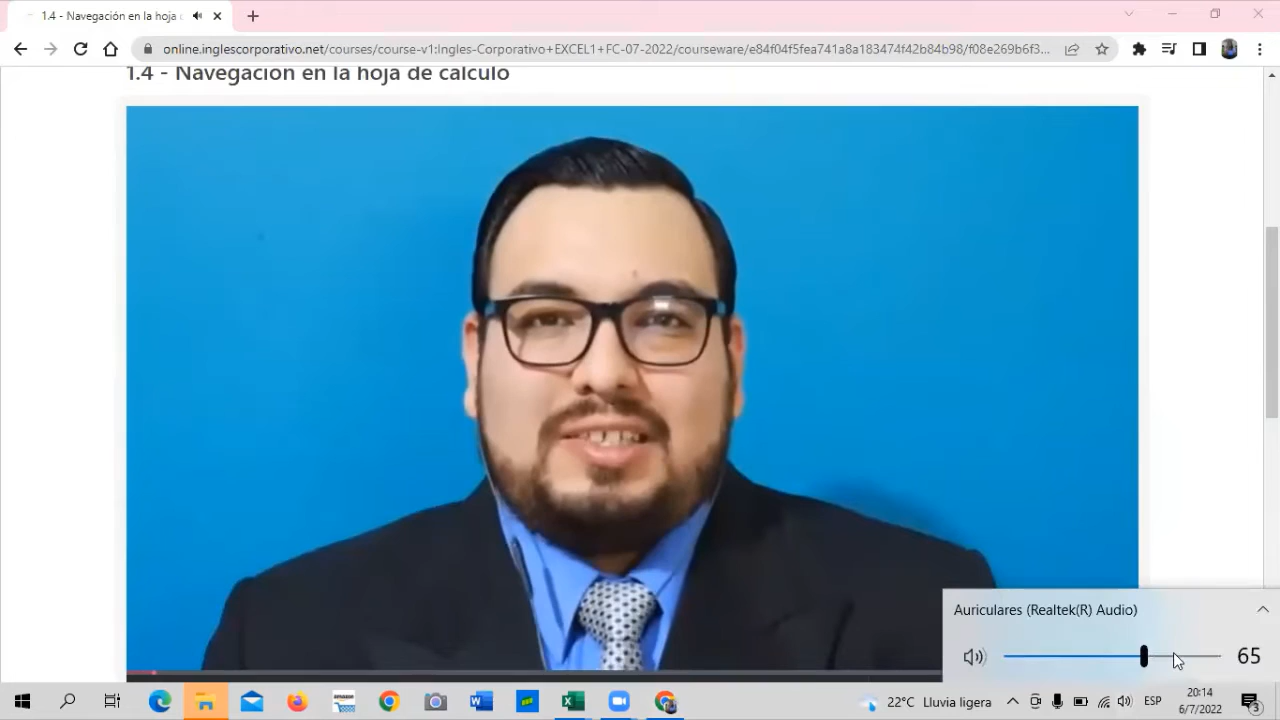 1.4 - Navegación en la hoja
online.inglescorporativo.net/courses/course-v1:Ingles-Corporativo+EXCEL1+FC-07-2022/courseware/e84f04f5fea741a8a183474f42b84b98/f08e269b6f3...
1.4 - Navegación en la hoja de cálculo
Auriculares (Realtek(R) Audio)
65
22°C Lluvia ligera
ESP
20:14
6/7/2022
3